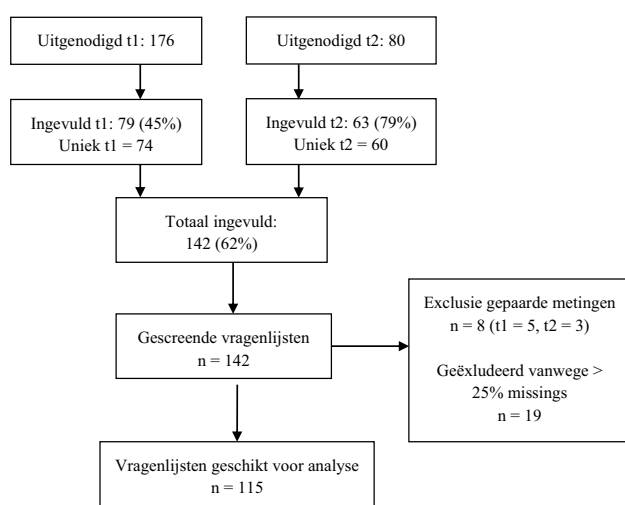 Uitgenodigd t1: 176
Uitgenodigd t2: 80
Ingevuld t1: 79 (45%)
Uniek t1 = 74
Ingevuld t2: 63 (79%)
Uniek t2 = 60
Totaal ingevuld:
142 (62%)
Gescreende vragenlijsten
n = 142
Exclusie gepaarde metingen
n = 8 (t1 = 5, t2 = 3)
Geëxludeerd vanwege >
25% missings
n = 19
Vragenlijsten geschikt voor analyse
n = 115